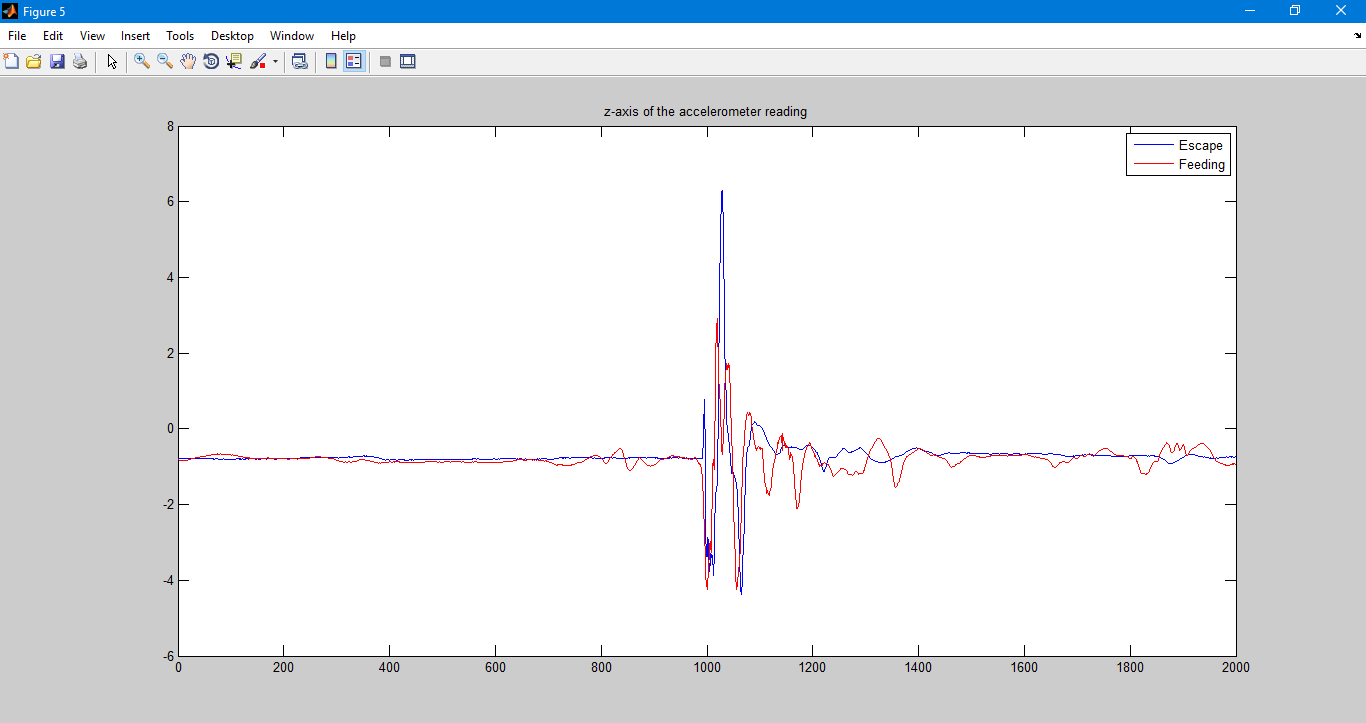 Figure 5
File Edit View Insert Tools Desktop Window Help
z-axis of the accelerometer reading
8
6
4
2
0
-2
-4
-6
0 200 400 600 800 1000 1200 1400 1600 1800 2000
Escape
Feeding